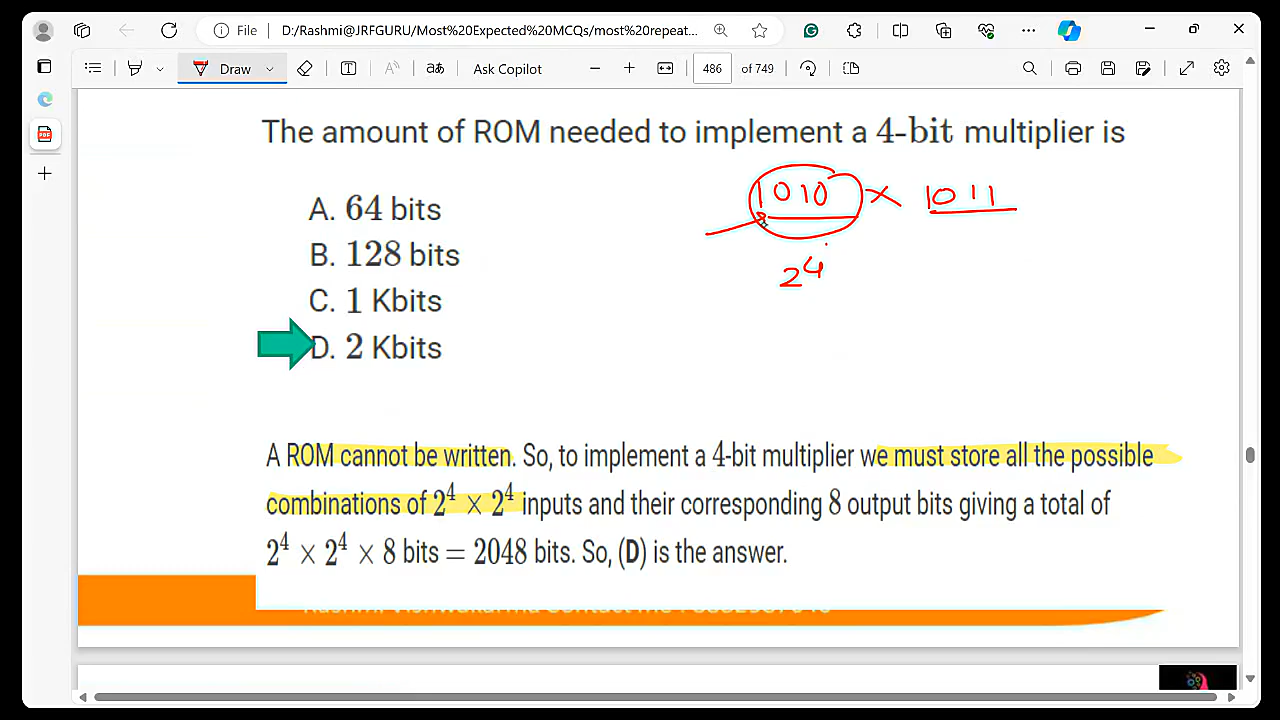 File D:/Rashmi@JRFGURU/Most%20Expected%20MCQs/most%20repeat...
Draw Ask Copilot 486 of 749
The amount of ROM needed to implement a 4-bit multiplier is
1010 × 1011
A. 64 bits
B. 128 bits
2⁴
C. 1 Kbits
D. 2 Kbits
A ROM cannot be written. So, to implement a 4-bit multiplier we must store all the possible
combinations of 2⁴ × 2⁴ inputs and their corresponding 8 output bits giving a total of
2⁴ × 2⁴ × 8 bits = 2048 bits. So, (D) is the answer.